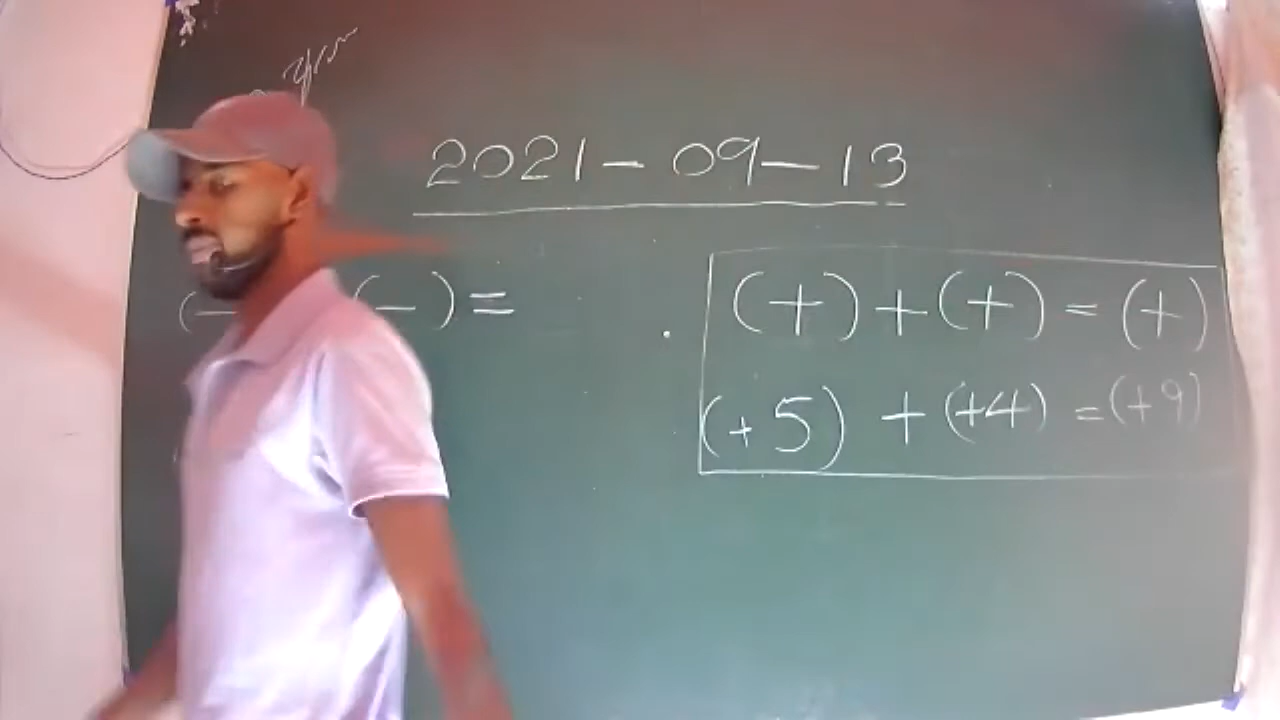 2021-09-13
(- (-)=
(+)+(+)=(+)
(+5) +(+4) =(+9)